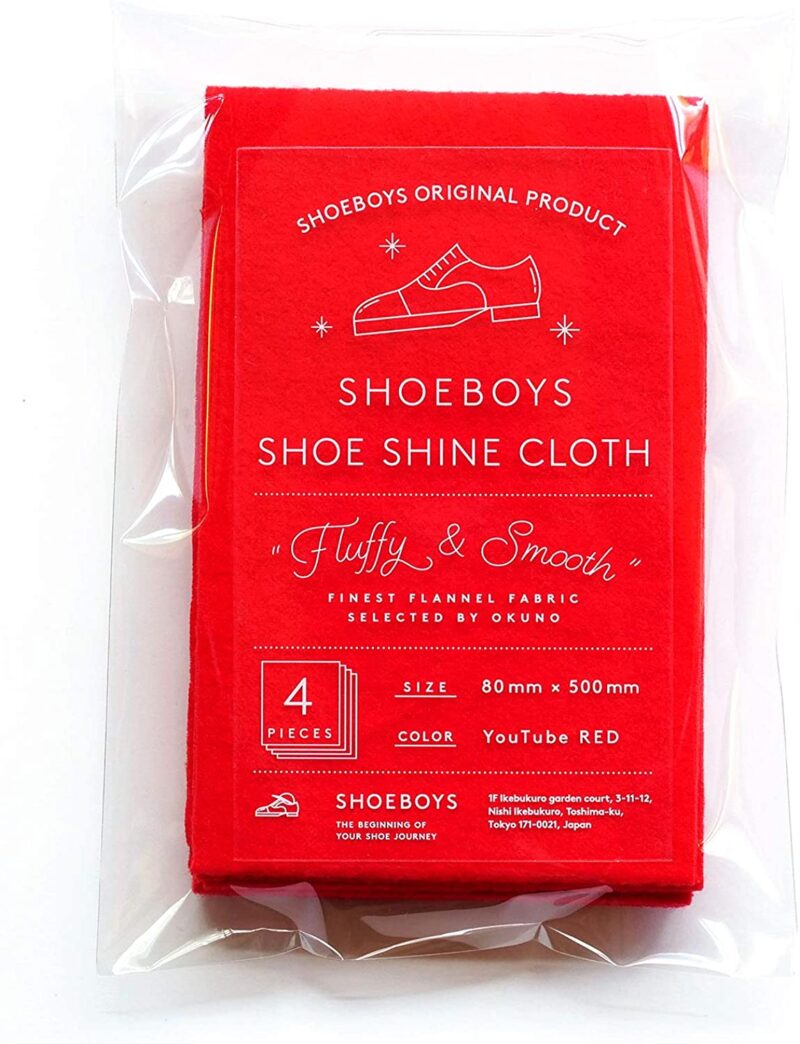 SHOEBOYS ORIGINAL PRODUCT
SHOEBOYS
SHOE SHINE CLOTH
"Fluffy & Smooth"
FINEST FLANNEL FABRIC
SELECTED BY OKUNO
4
PIECES
SIZE 80mm × 500mm
COLOR YouTube RED
SHOEBOYS
THE BEGINNING OF
YOUR SHOE JOURNEY
1F Ikebukuro garden court, 3-11-12,
Nishi Ikebukuro, Toshima-ku,
Tokyo 171-0021, Japan